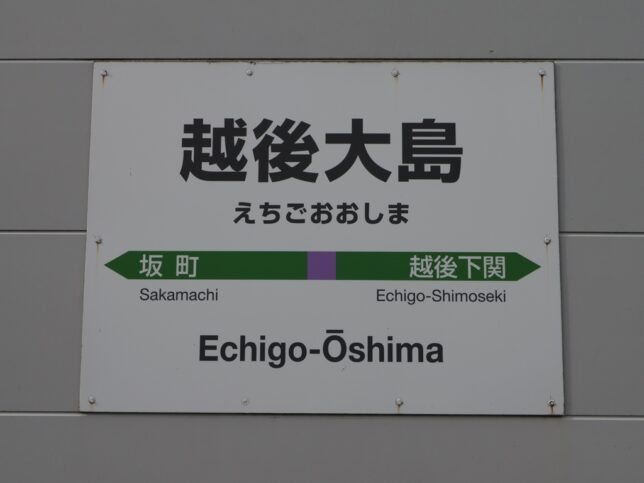 越後大島
えちごおおしま
坂町 越後下関
Sakamachi Echigo-Shimoseki
Echigo-Ōshima